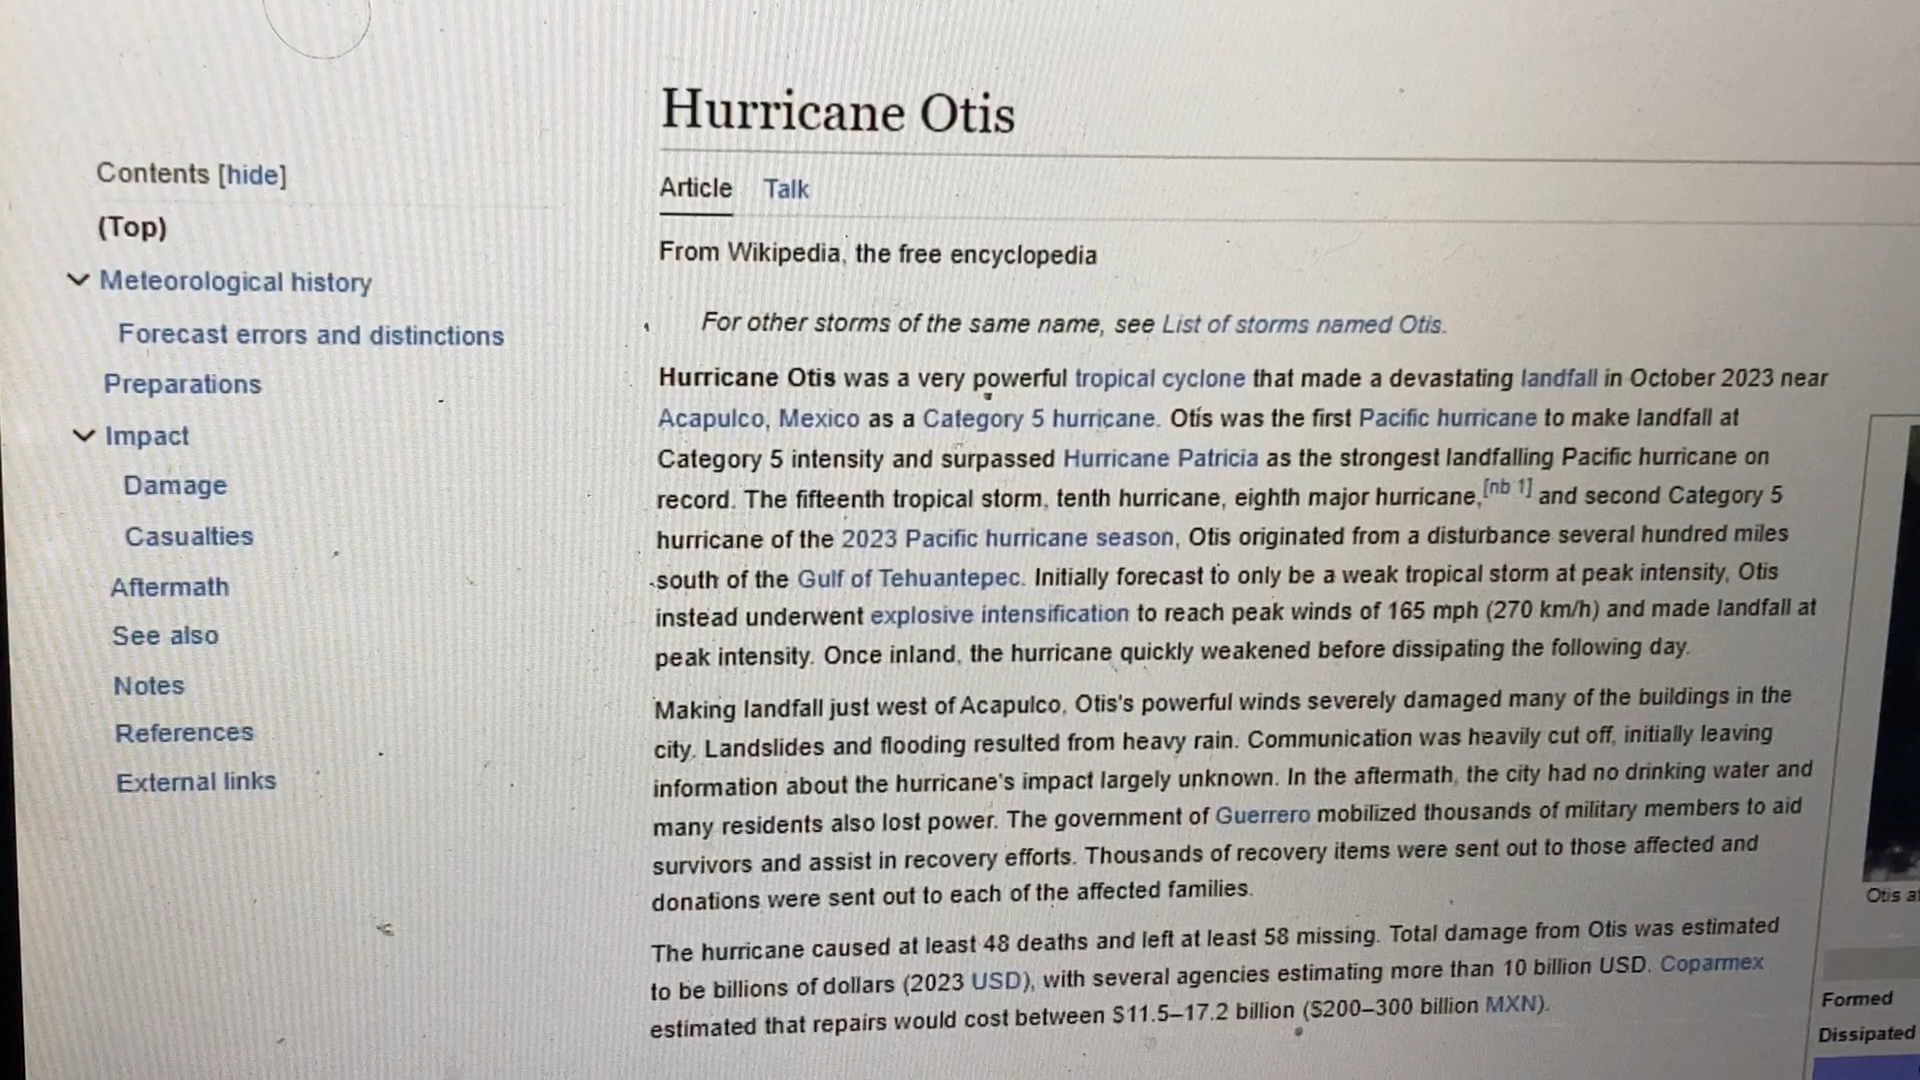 Hurricane Otis
Contents [hide]
(Top)
Meteorological history
Forecast errors and distinctions
Preparations
Impact
Damage
Casualties
Aftermath
See also
Notes
References
External links
Article Talk
From Wikipedia, the free encyclopedia
For other storms of the same name, see List of storms named Otis.
Hurricane Otis was a very powerful tropical cyclone that made a devastating landfall in October 2023 near
Acapulco, Mexico as a Category 5 hurricane. Otis was the first Pacific hurricane to make landfall at
Category 5 intensity and surpassed Hurricane Patricia as the strongest landfalling Pacific hurricane on
record. The fifteenth tropical storm, tenth hurricane, eighth major hurricane,[nb 1] and second Category 5
hurricane of the 2023 Pacific hurricane season, Otis originated from a disturbance several hundred miles
south of the Gulf of Tehuantepec. Initially forecast to only be a weak tropical storm at peak intensity, Otis
instead underwent explosive intensification to reach peak winds of 165 mph (270 km/h) and made landfall at
peak intensity. Once inland, the hurricane quickly weakened before dissipating the following day.
Making landfall just west of Acapulco, Otis's powerful winds severely damaged many of the buildings in the
city. Landslides and flooding resulted from heavy rain. Communication was heavily cut off, initially leaving
information about the hurricane's impact largely unknown. In the aftermath, the city had no drinking water and
many residents also lost power. The government of Guerrero mobilized thousands of military members to aid
survivors and assist in recovery efforts. Thousands of recovery items were sent out to those affected and
donations were sent out to each of the affected families.
The hurricane caused at least 48 deaths and left at least 58 missing. Total damage from Otis was estimated
to be billions of dollars (2023 USD), with several agencies estimating more than 10 billion USD. Coparmex
estimated that repairs would cost between $11.5–17.2 billion ($200–300 billion MXN).
Otis
Formed
Dissipated